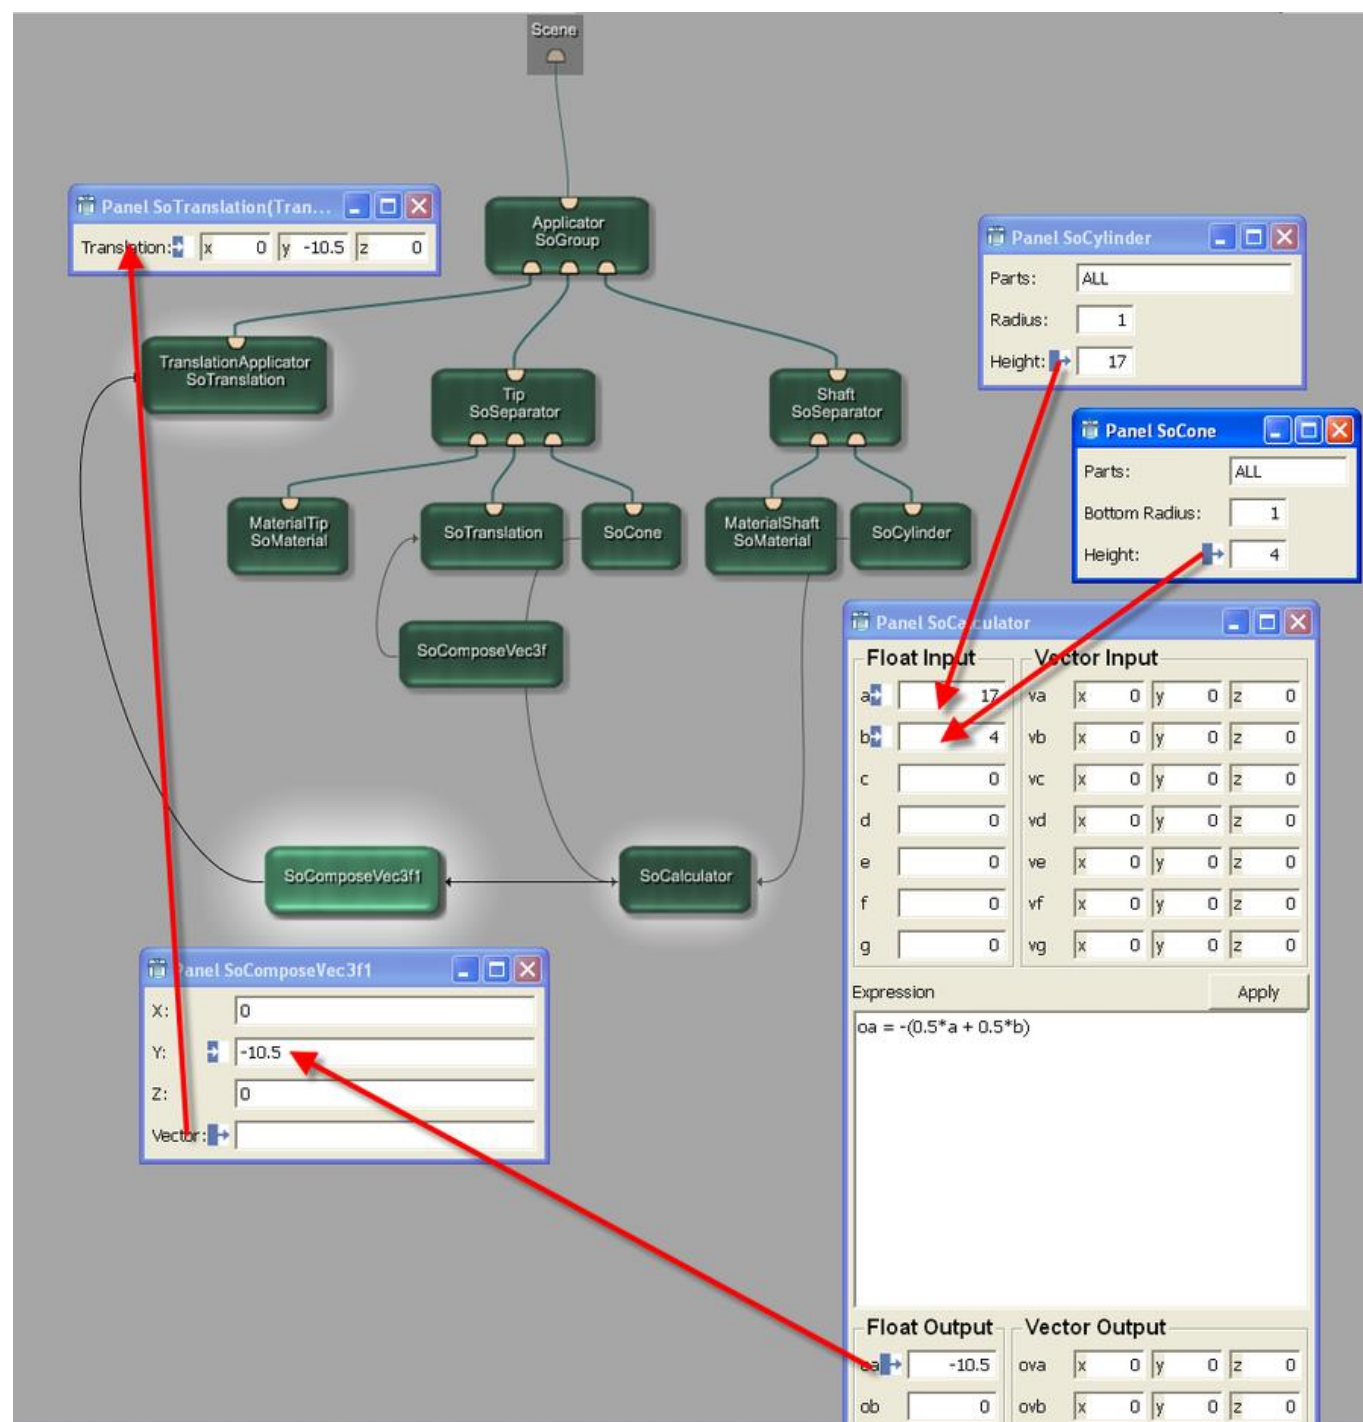 Scene
Panel SoTranslation(Tran...
Translation: x 0 y -10.5 z 0
Applicator
SoGroup
Panel SoCylinder
Parts: ALL
Radius: 1
Height: 17
TranslationApplicator
SoTranslation
Tip
SoSeparator
Shaft
SoSeparator
Panel SoCone
Parts: ALL
Bottom Radius: 1
Height: 4
MaterialTip
SoMaterial
SoTranslation
SoCone
MaterialShaft
SoMaterial
SoCylinder
SoComposeVec3f
SoComposeVec3f1
SoCalculator
Panel SoCalculator
Float Input Vector Input
a 17 va x 0 y 0 z 0
b 4 vb x 0 y 0 z 0
c 0 vc x 0 y 0 z 0
d 0 vd x 0 y 0 z 0
e 0 ve x 0 y 0 z 0
f 0 vf x 0 y 0 z 0
g 0 vg x 0 y 0 z 0
Expression Apply
oa = -(0.5*a + 0.5*b)
Float Output Vector Output
oa -10.5 ova x 0 y 0 z 0
ob 0 ovb x 0 y 0 z 0
Panel SoComposeVec3f1
X: 0
Y: -10.5
Z: 0
Vector: